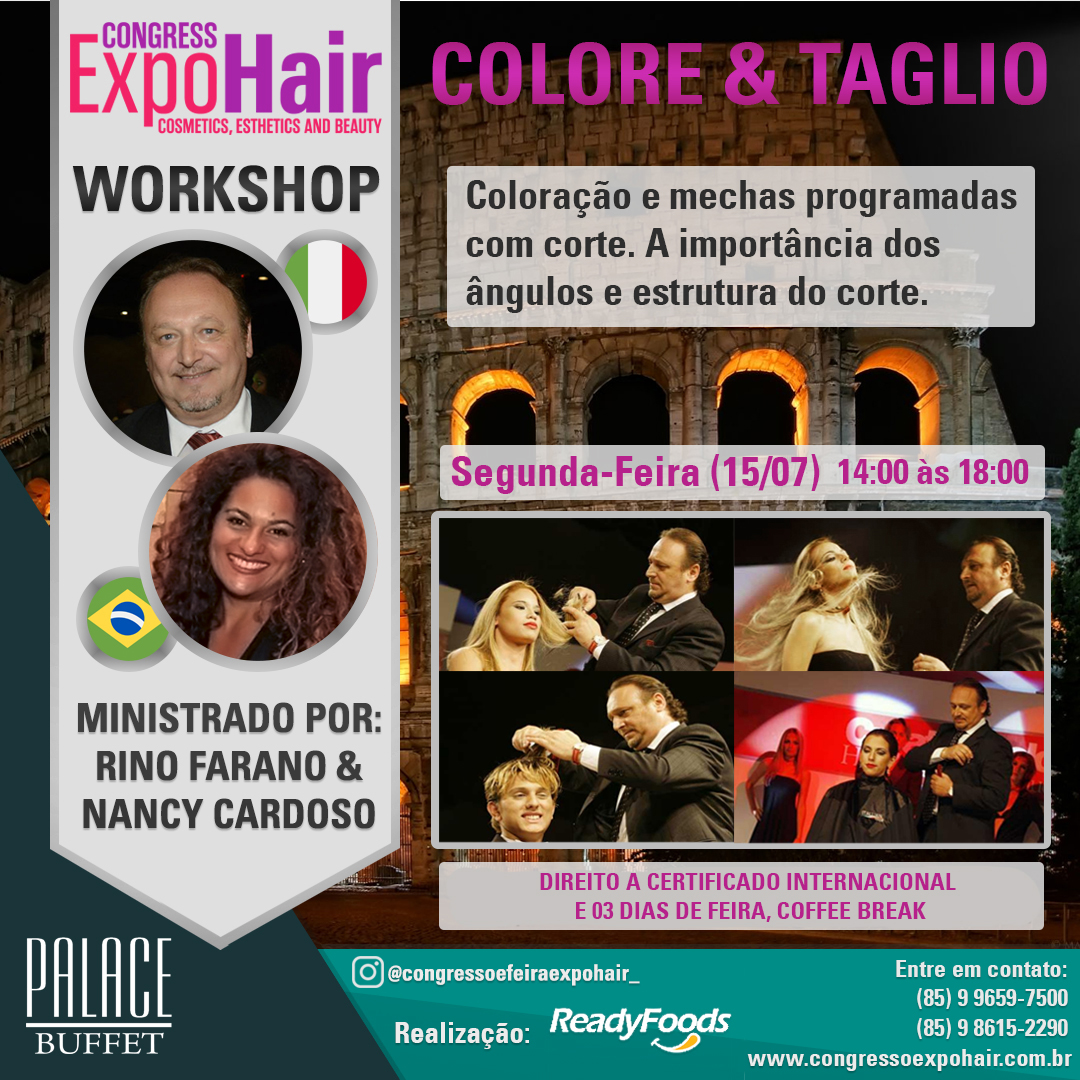 CONGRESS
ExpoHair
COSMETICS, ESTHETICS AND BEAUTY
WORKSHOP
MINISTRADO POR:
RINO FARANO &
NANCY CARDOSO
COLORE & TAGLIO
Coloração e mechas programadas
com corte. A importância dos
ângulos e estrutura do corte.
Segunda-Feira (15/07) 14:00 às 18:00
DIREITO A CERTIFICADO INTERNACIONAL
E 03 DIAS DE FEIRA, COFFEE BREAK
PALACE
BUFFET
@congressoefeiraexpohair_
Realização: ReadyFoods
Entre em contato:
(85) 9 9659-7500
(85) 9 8615-2290
www.congressoexpohair.com.br